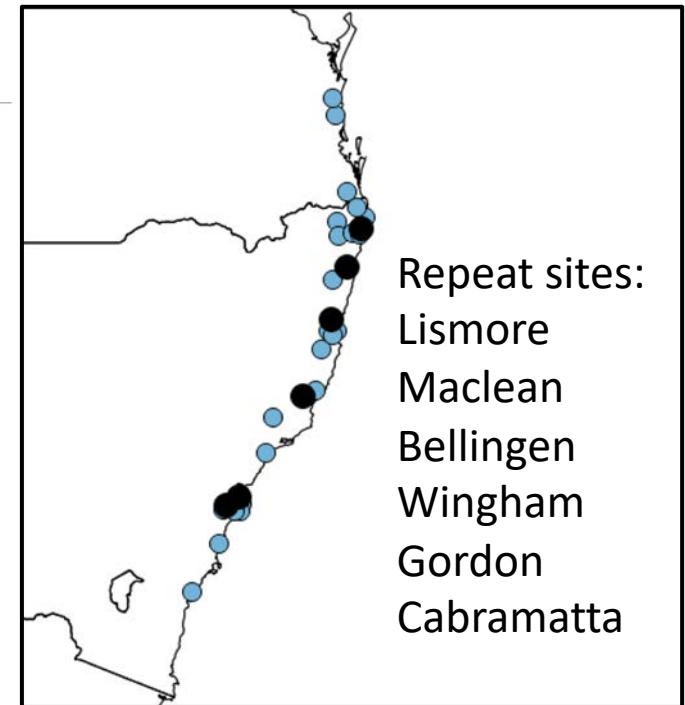 Repeat sites:
Lismore
Maclean
Bellingen
Wingham
Gordon
Cabramatta